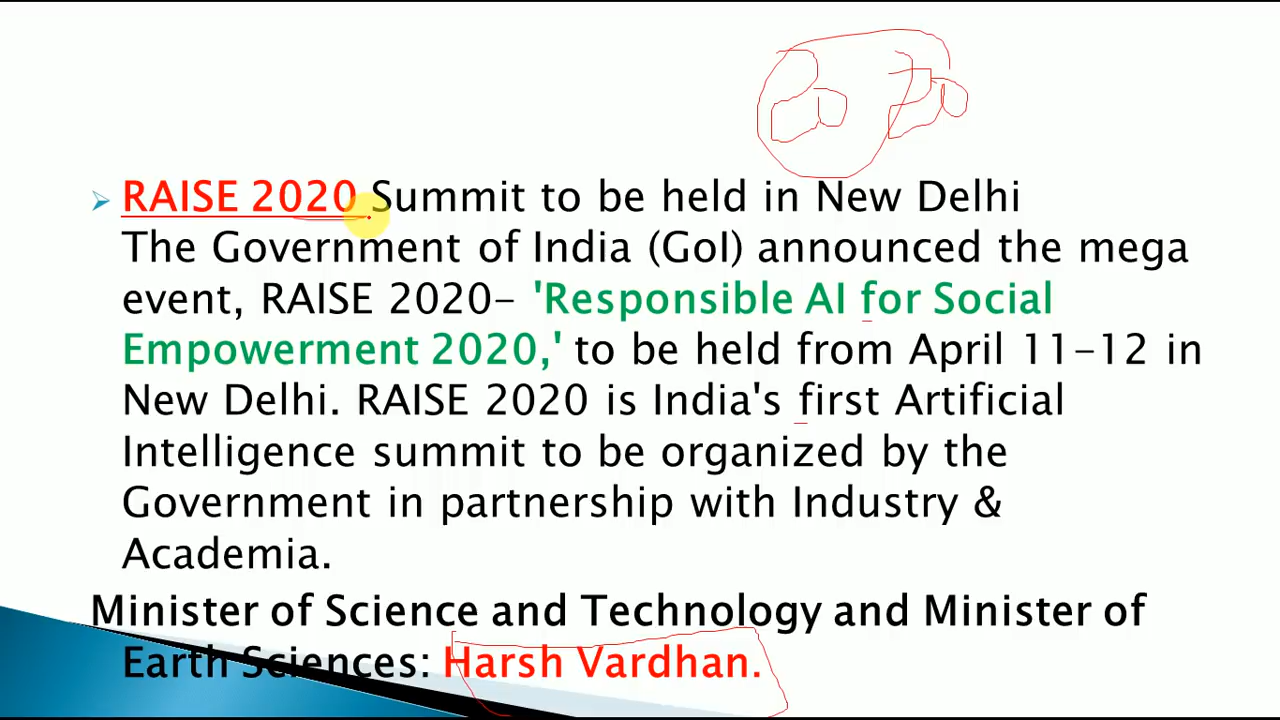 RAISE 2020 Summit to be held in New Delhi
The Government of India (GoI) announced the mega
event, RAISE 2020– 'Responsible AI for Social
Empowerment 2020,' to be held from April 11–12 in
New Delhi. RAISE 2020 is India's first Artificial
Intelligence summit to be organized by the
Government in partnership with Industry &
Academia.
Minister of Science and Technology and Minister of
Earth Sciences: Harsh Vardhan.